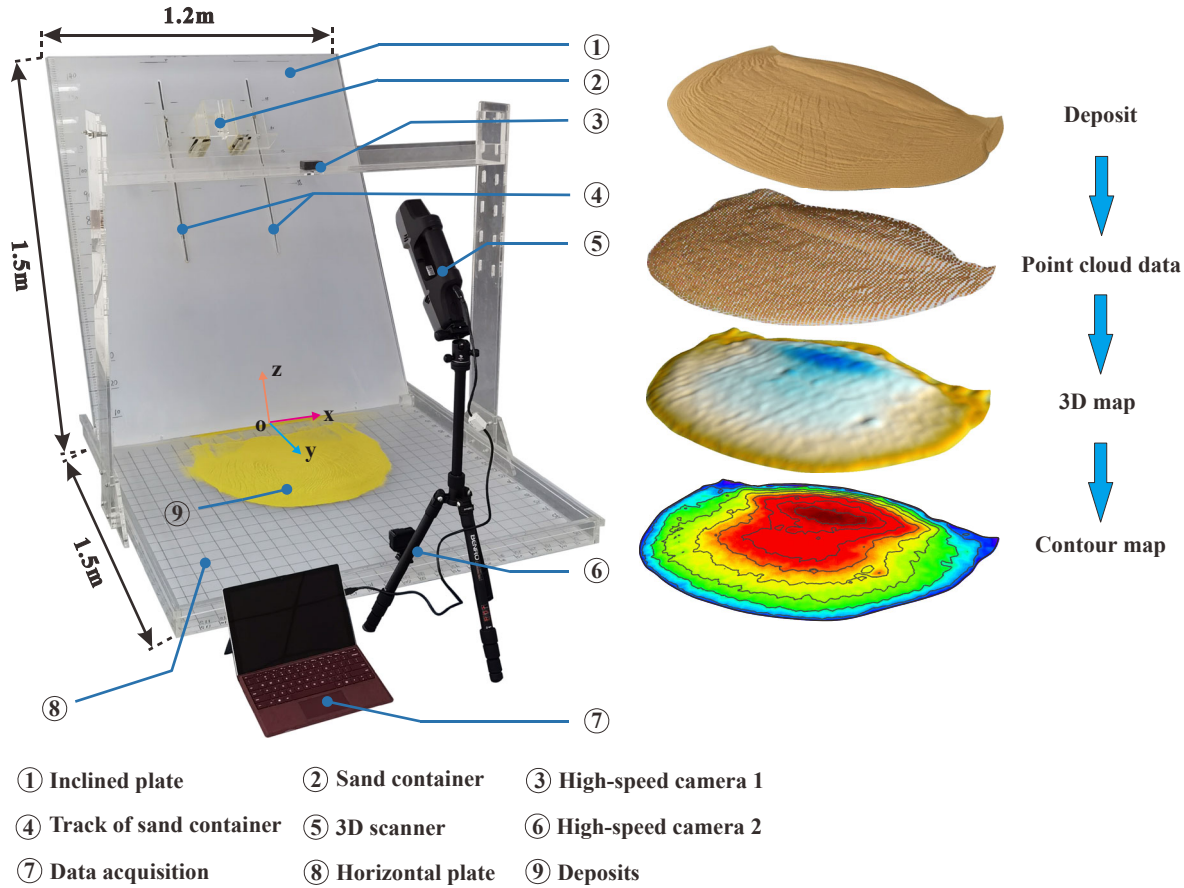 1.2m
1.5m
1.5m
①
②
③
④
⑤
⑥
⑦
⑧
⑨
z
o
x
y
Deposit
Point cloud data
3D map
Contour map
① Inclined plate
② Sand container
③ High-speed camera 1
④ Track of sand container
⑤ 3D scanner
⑥ High-speed camera 2
⑦ Data acquisition
⑧ Horizontal plate
⑨ Deposits